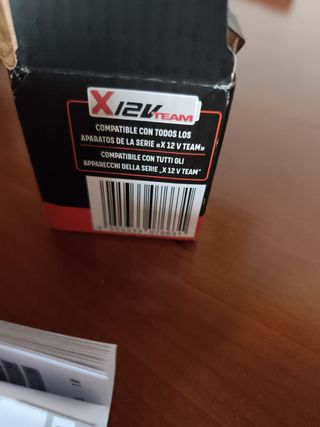 X12V TEAM
COMPATIBLE CON TODOS LOS
APARATOS DE LA SERIE «X 12 V TEAM»
COMPATIBILE CON TUTTI GLI
APPARECCHI DELLA SERIE „X 12 V TEAM“